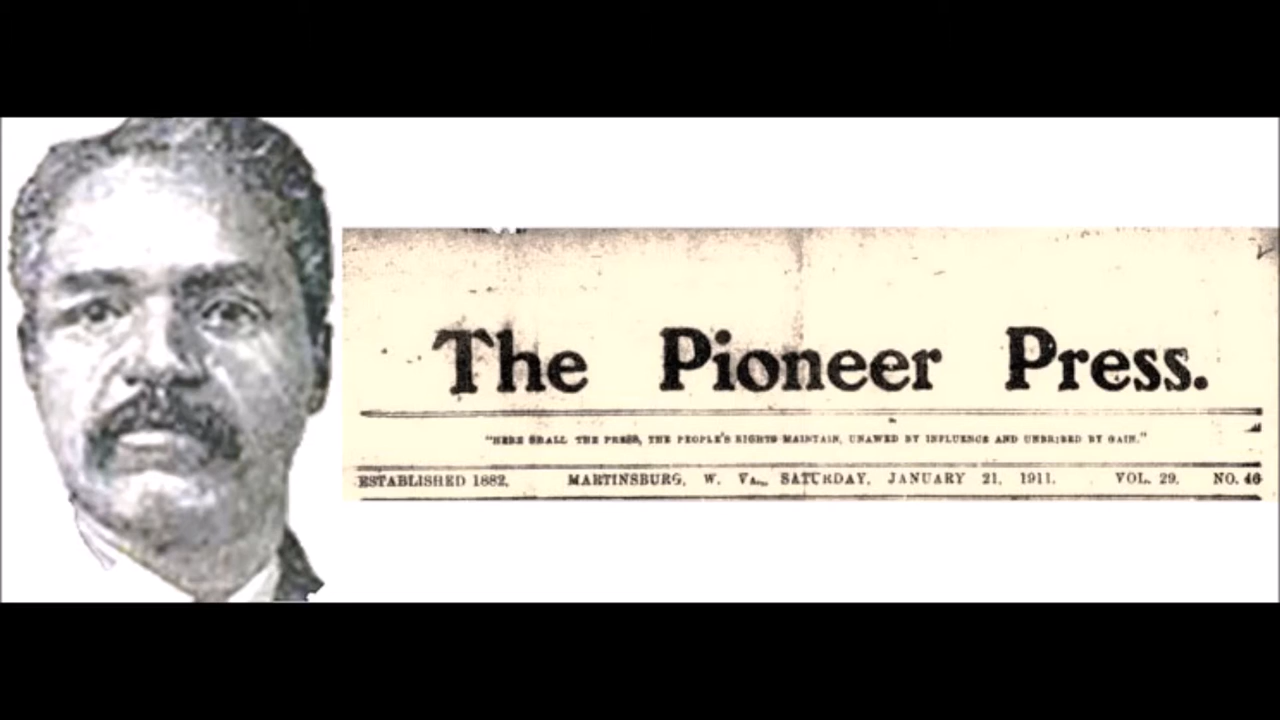 The Pioneer Press.
"HERE SHALL THE PRESS, THE PEOPLE'S RIGHTS MAINTAIN, UNAWED BY INFLUENCE AND UNBRIBED BY GAIN."
ESTABLISHED 1882. MARTINSBURG, W. VA., SATURDAY, JANUARY 21, 1911. VOL. 29. NO. 46